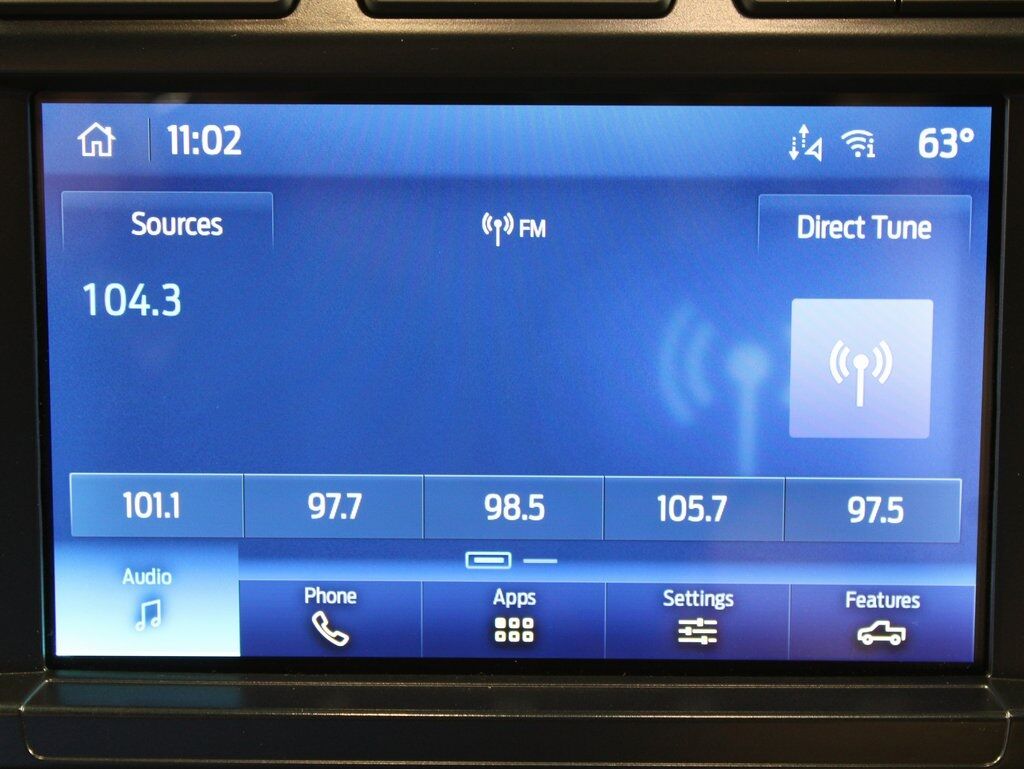 11:02
63°
Sources
FM
Direct Tune
104.3
101.1
97.7
98.5
105.7
97.5
Audio
Phone
Apps
Settings
Features